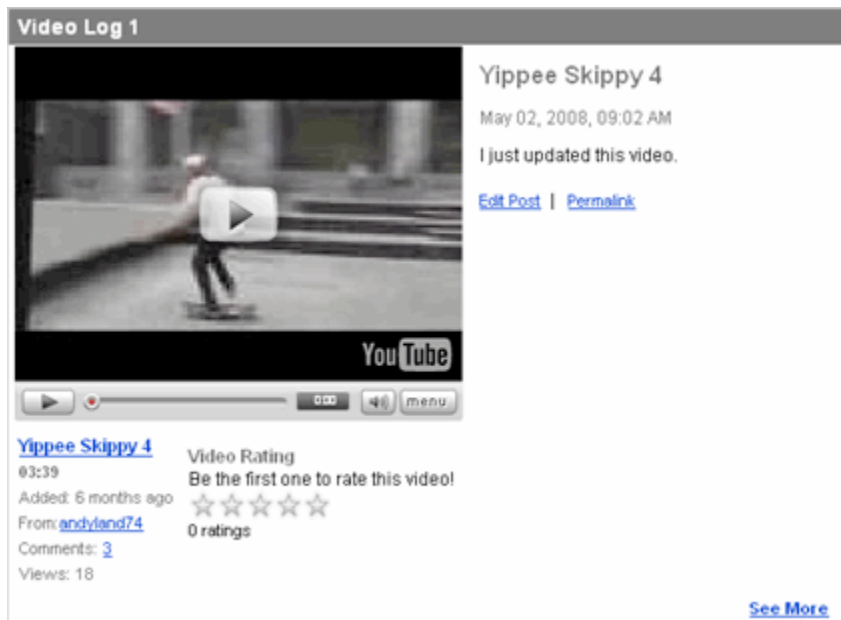 Video Log 1
Yippee Skippy 4
May 02, 2008, 09:02 AM
I just updated this video.
Edit Post | Permalink
YouTube
menu
Yippee Skippy 4
03:39
Added: 6 months ago
From: andyland74
Comments: 3
Views: 18
Video Rating
Be the first one to rate this video!
0 ratings
See More